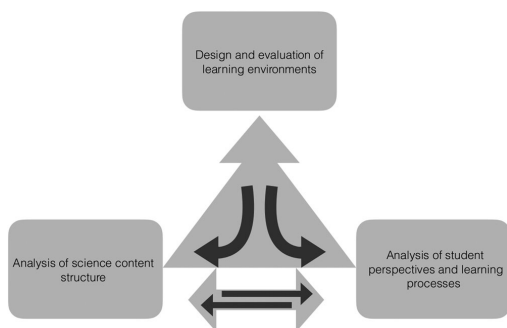 Design and evaluation of
learning environments
Analysis of science content
structure
Analysis of student
perspectives and learning
processes